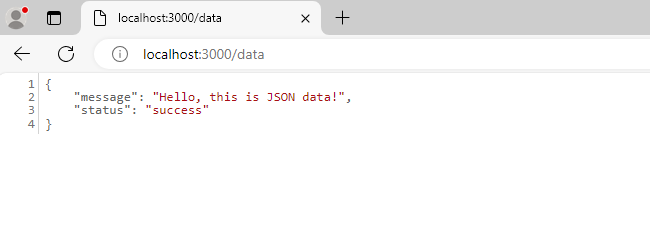 localhost:3000/data
localhost:3000/data
1 {
2     "message": "Hello, this is JSON data!",
3     "status": "success"
4 }